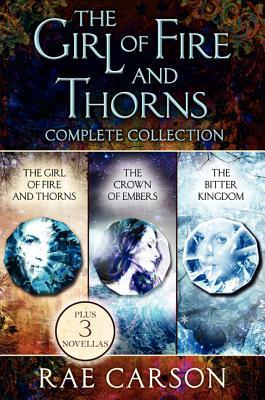 THE
GIRL OF FIRE
AND
THORNS
COMPLETE COLLECTION
THE GIRL
OF FIRE
AND THORNS
THE
CROWN
OF EMBERS
THE
BITTER
KINGDOM
PLUS
3
NOVELLAS
RAE CARSON